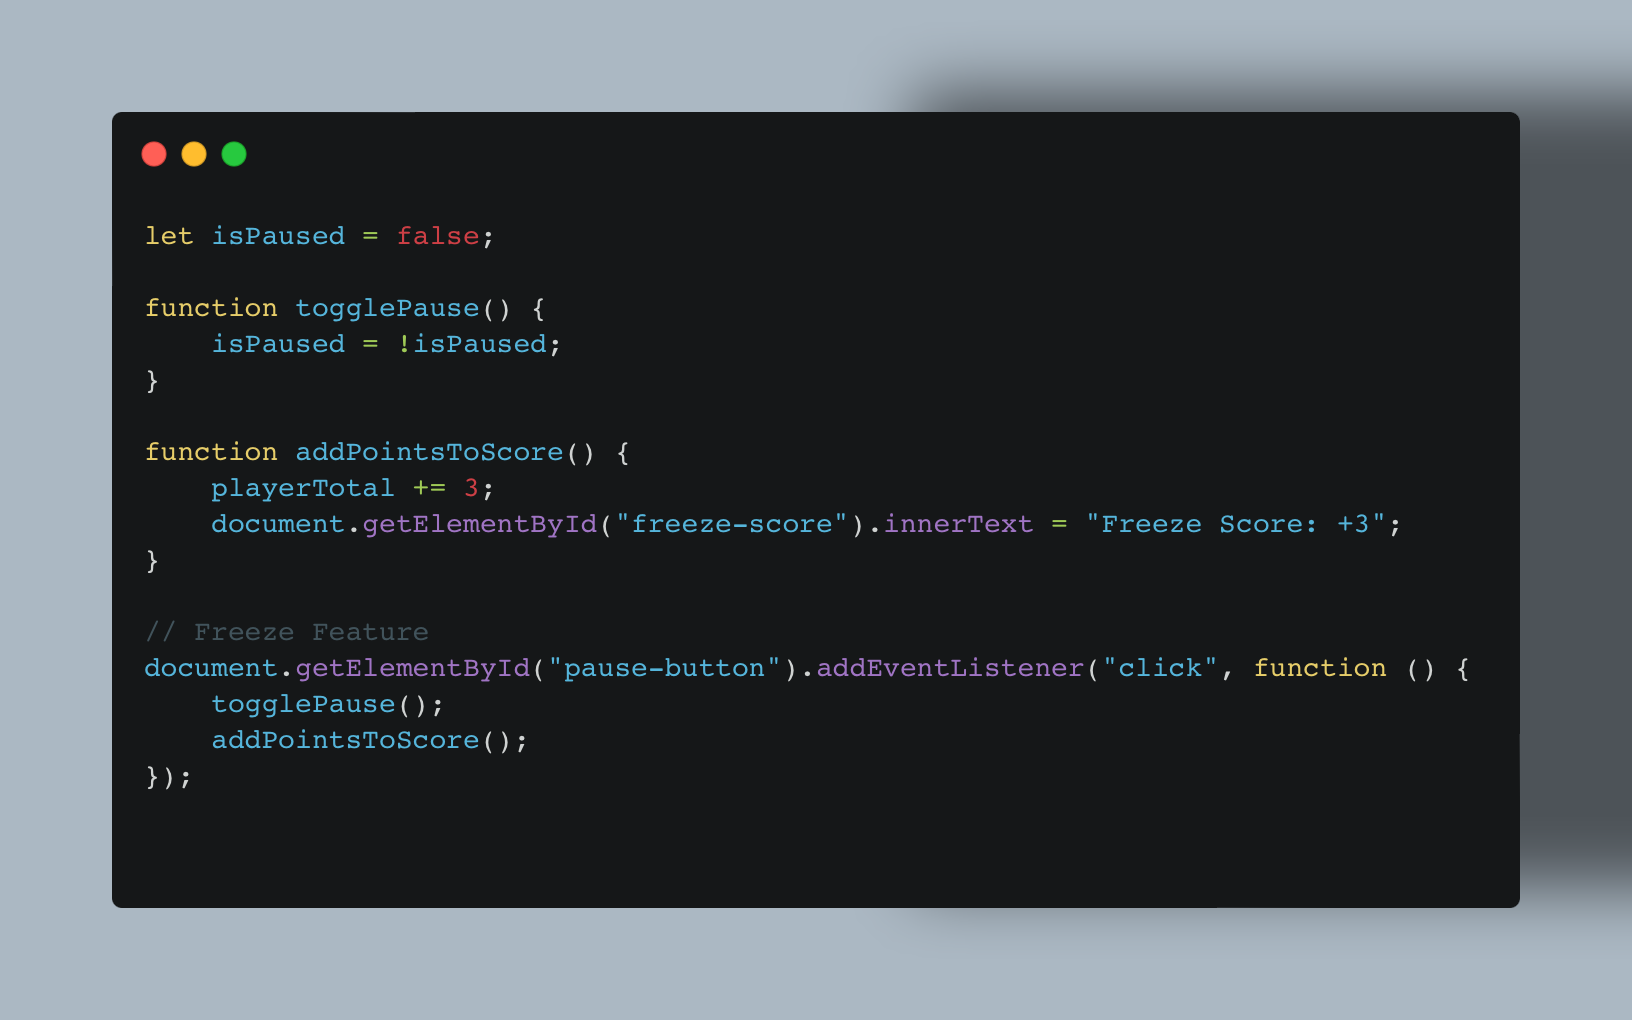 let isPaused = false;
function togglePause() {
    isPaused = !isPaused;
}
function addPointsToScore() {
    playerTotal += 3;
    document.getElementById("freeze-score").innerText = "Freeze Score: +3";
}
// Freeze Feature
document.getElementById("pause-button").addEventListener("click", function () {
    togglePause();
    addPointsToScore();
});